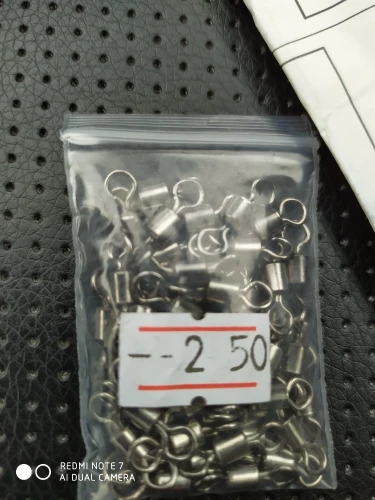 -- 2 50
REDMI NOTE 7
AI DUAL CAMERA